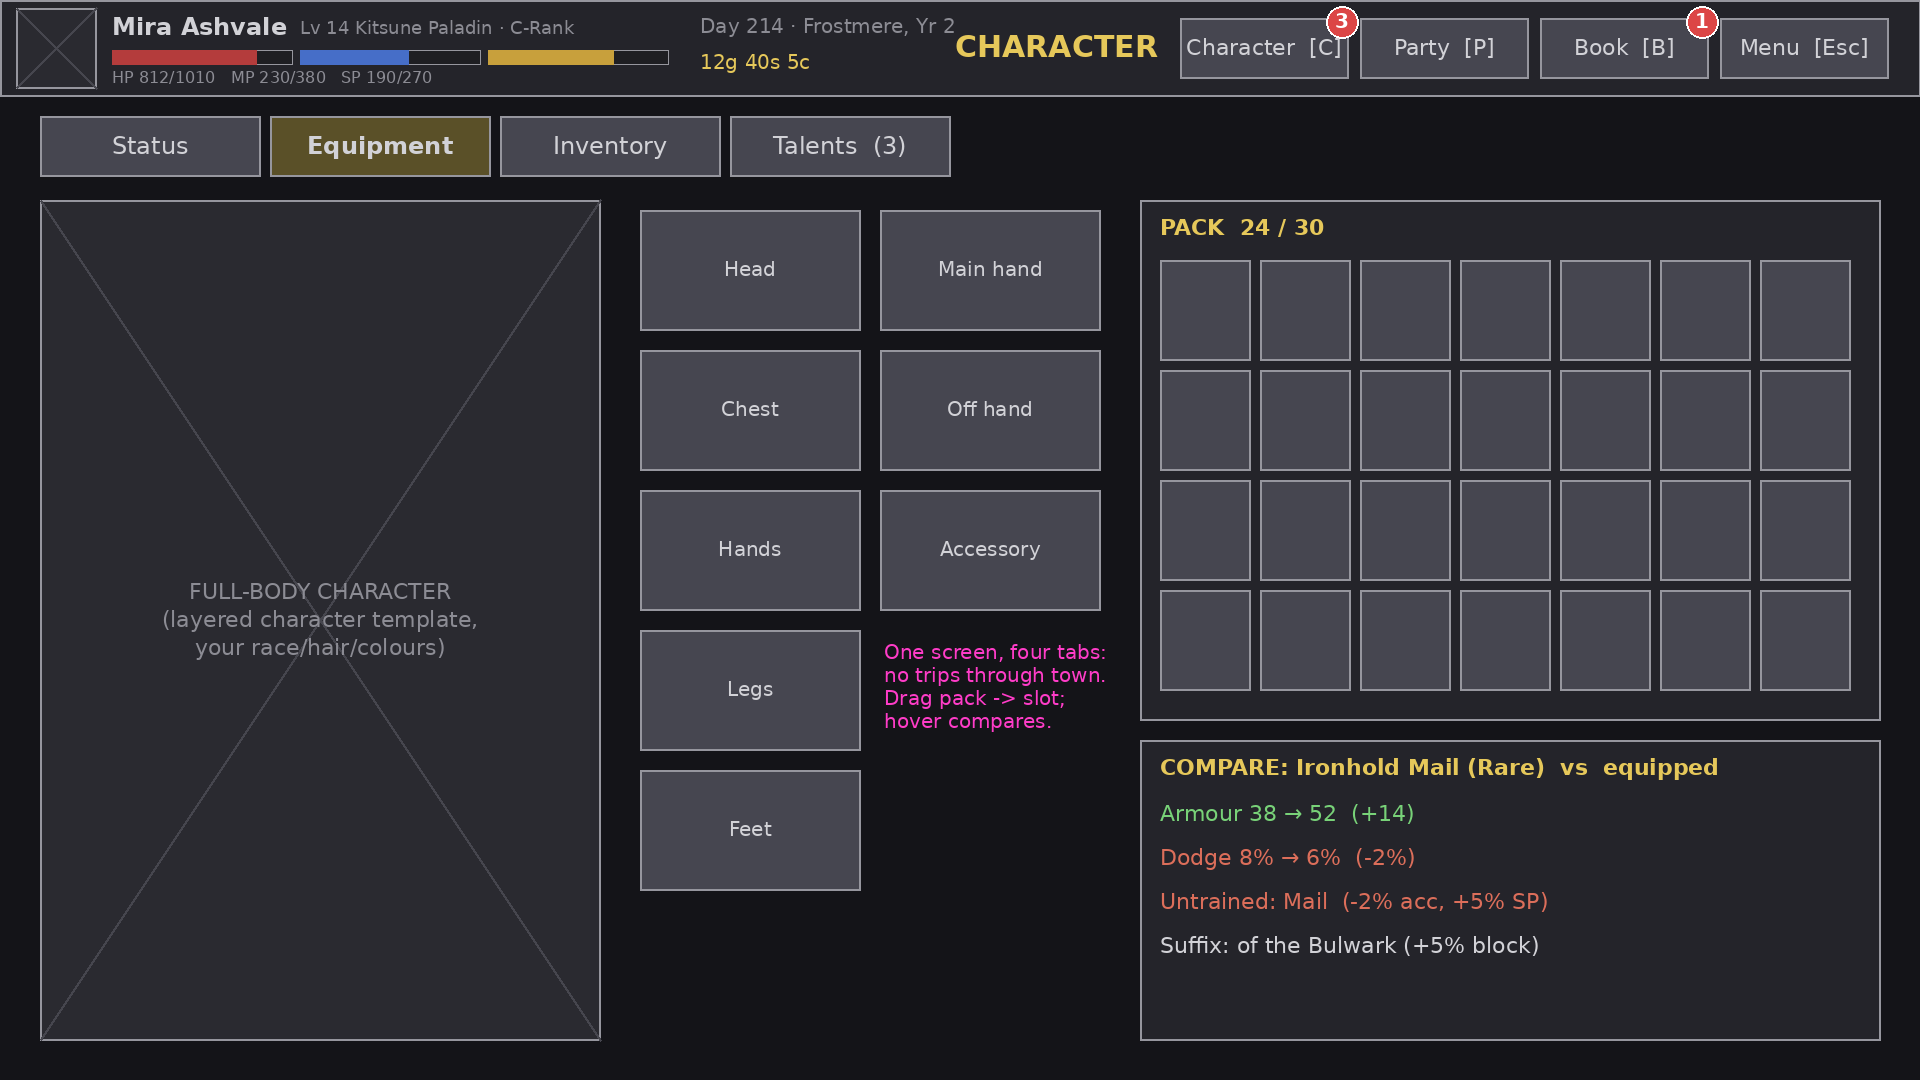 Mira Ashvale Lv 14 Kitsune Paladin · C-Rank
HP 812/1010 MP 230/380 SP 190/270
Day 214 · Frostmere, Yr 2
12g 40s 5c
CHARACTER
Character [C]
3
Party [P]
Book [B]
1
Menu [Esc]
Status
Equipment
Inventory
Talents (3)
FULL-BODY CHARACTER
(layered character template,
your race/hair/colours)
Head
Main hand
Chest
Off hand
Hands
Accessory
Legs
Feet
One screen, four tabs:
no trips through town.
Drag pack -> slot;
hover compares.
PACK 24 / 30
COMPARE: Ironhold Mail (Rare) vs equipped
Armour 38 → 52 (+14)
Dodge 8% → 6% (-2%)
Untrained: Mail (-2% acc, +5% SP)
Suffix: of the Bulwark (+5% block)